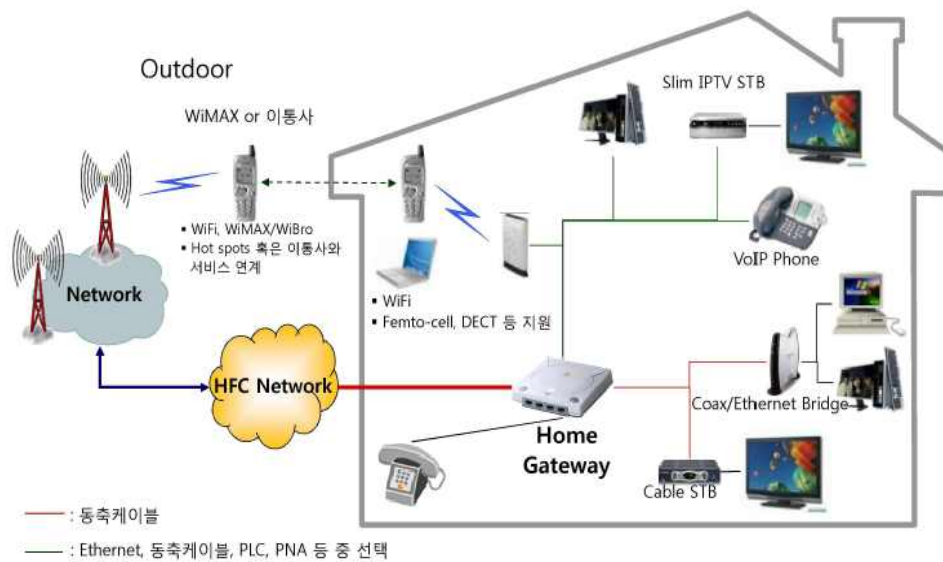 Outdoor
WiMAX or 이통사
▪ WiFi, WiMAX/WiBro
▪ Hot spots 혹은 이통사와
서비스 연계
Network
HFC Network
▪ WiFi
▪ Femto-cell, DECT 등 지원
Slim IPTV STB
VoIP Phone
Coax/Ethernet Bridge
Home
Gateway
Cable STB
: 동축케이블
: Ethernet, 동축케이블, PLC, PNA 등 중 선택